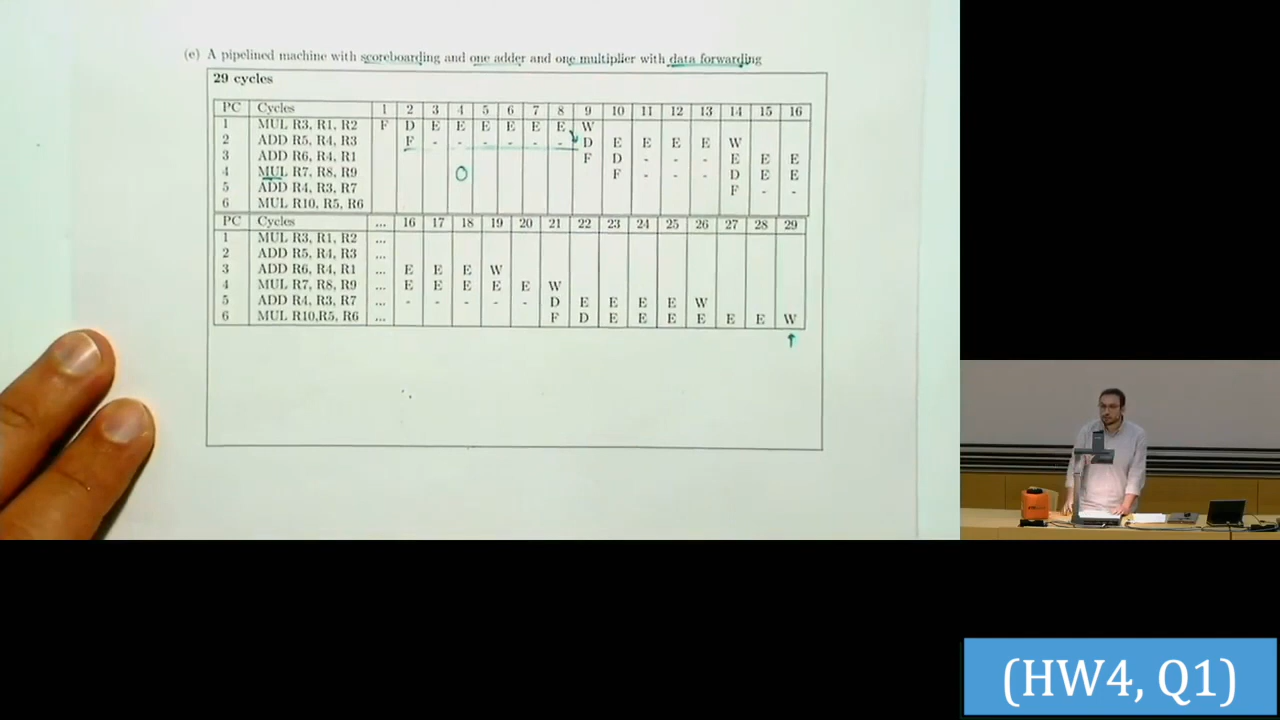 (e) A pipelined machine with scoreboarding and one adder and one multiplier with data forwarding
29 cycles
PC Cycles 1 2 3 4 5 6 7 8 9 10 11 12 13 14 15 16
1 MUL R3, R1, R2 F D E E E E E E W
2 ADD R5, R4, R3 F - - - - - - D E E E E W
3 ADD R6, R4, R1 F D - - - E E E
4 MUL R7, R8, R9 O F - - - D E E
5 ADD R4, R3, R7 F - -
6 MUL R10, R5, R6
PC Cycles ... 16 17 18 19 20 21 22 23 24 25 26 27 28 29
1 MUL R3, R1, R2 ...
2 ADD R5, R4, R3 ...
3 ADD R6, R4, R1 ... E E E W
4 MUL R7, R8, R9 ... E E E E E W
5 ADD R4, R3, R7 ... - - - - - D E E E E W
6 MUL R10,R5, R6 ... F D E E E E E E W
(HW4, Q1)